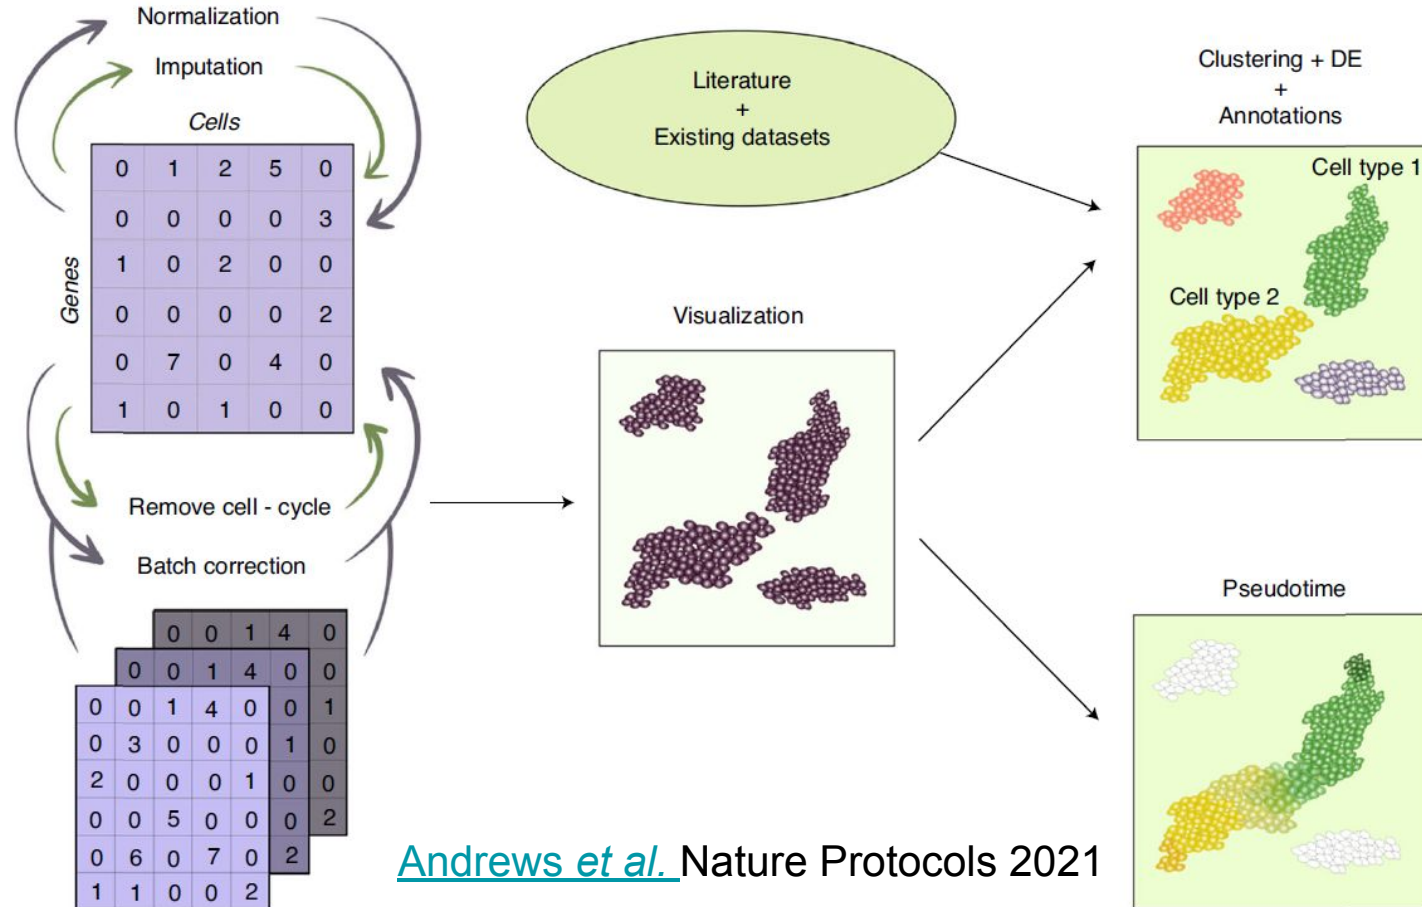 Normalization
Imputation
Cells
Genes
0 1 2 5 0
0 0 0 0 3
1 0 2 0 0
0 0 0 0 2
0 7 0 4 0
1 0 1 0 0
Remove cell - cycle
Batch correction
0 0 1 4 0
0 0 1 4 0 0
0 0 1 4 0 0 1
0 3 0 0 0 1 0
2 0 0 0 1 0 0
0 0 5 0 0 0 2
0 6 0 7 0 2
1 1 0 0 2
Literature
+
Existing datasets
Visualization
Clustering + DE
+
Annotations
Cell type 1
Cell type 2
Pseudotime
Andrews et al. Nature Protocols 2021